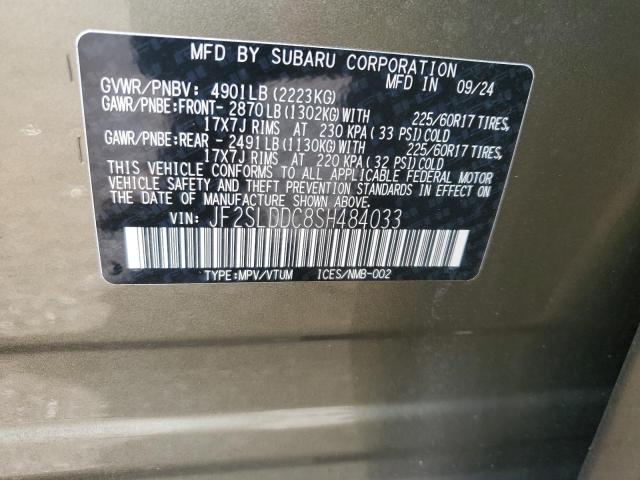 MFD BY SUBARU CORPORATION
GVWR/PNBV: 4901LB (2223KG) MFD IN 09/24
GAWR/PNBE:FRONT- 2870LB (1302KG) WITH 225/60R17 TIRES,
17X7J RIMS AT 230 KPA (33 PSI) COLD
GAWR/PNBE:REAR - 2491LB (1130KG) WITH 225/60R17 TIRES,
17X7J RIMS AT 220 KPA (32 PSI) COLD
THIS VEHICLE CONFORMS TO ALL APPLICABLE FEDERAL MOTOR
VEHICLE SAFETY AND THEFT PREVENTION STANDARDS IN EFFECT ON
THE DATE OF MANUFACTURE SHOWN ABOVE.
VIN: JF2SLDDC8SH484033
TYPE:MPV/VTUM ICES/NMB-002